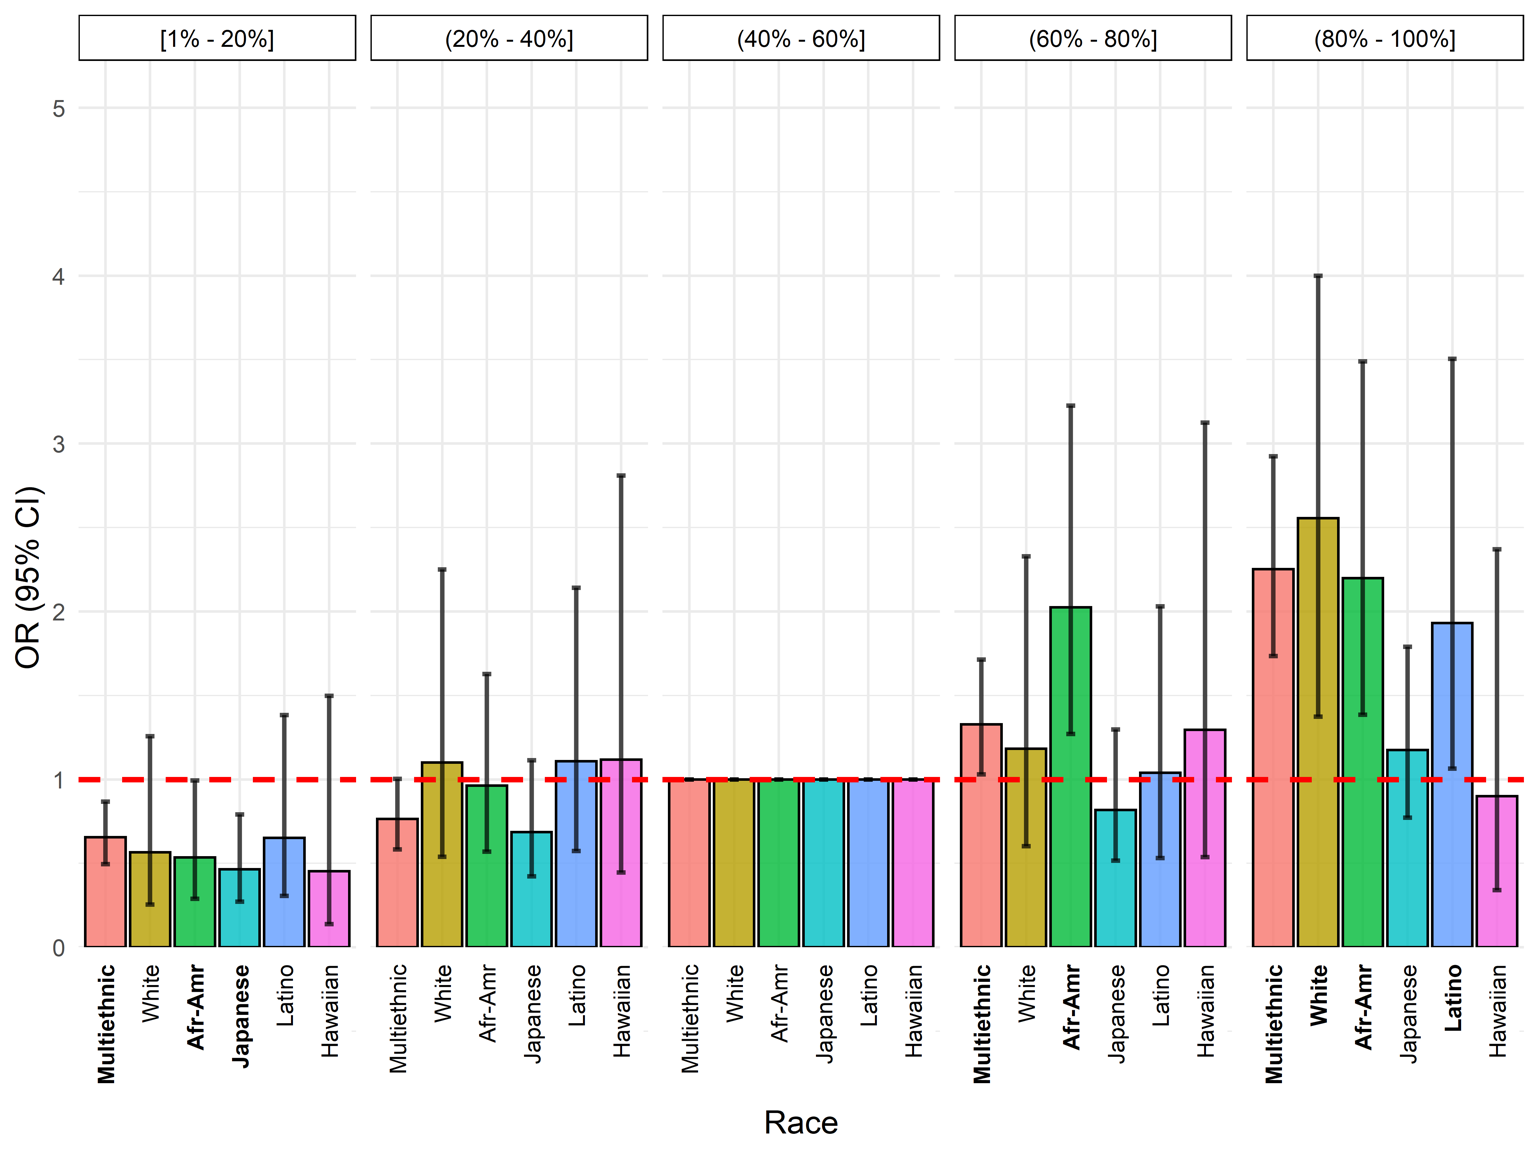 [1% - 20%]
(20% - 40%]
(40% - 60%]
(60% - 80%]
(80% - 100%]
5
4
3
2
1
0
OR (95% CI)
Multiethnic
White
Afr-Amr
Japanese
Latino
Hawaiian
Multiethnic
White
Afr-Amr
Japanese
Latino
Hawaiian
Multiethnic
White
Afr-Amr
Japanese
Latino
Hawaiian
Multiethnic
White
Afr-Amr
Japanese
Latino
Hawaiian
Multiethnic
White
Afr-Amr
Japanese
Latino
Hawaiian
Race